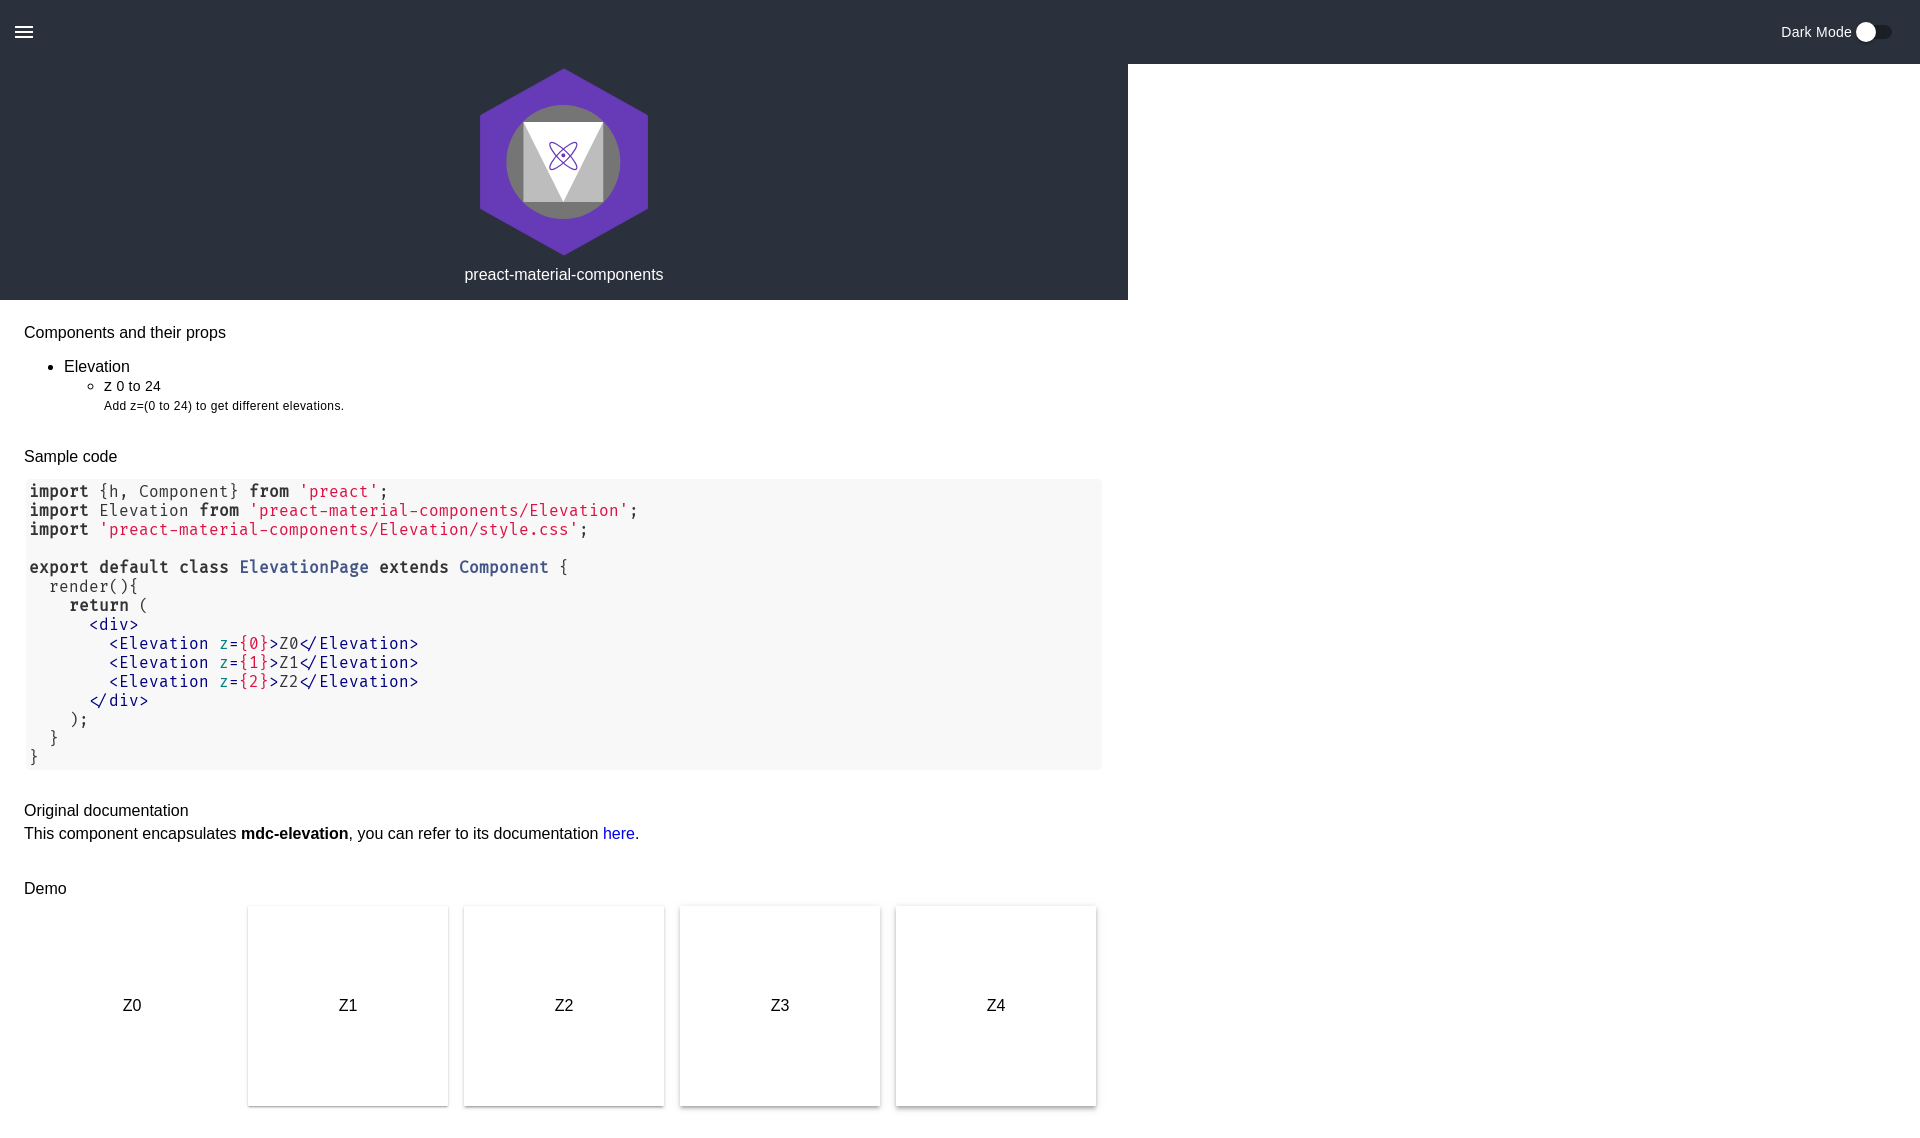 Dark Mode
preact-material-components
Components and their props
Elevation
z 0 to 24
Add z=(0 to 24) to get different elevations.
Sample code
import {h, Component} from 'preact';
import Elevation from 'preact-material-components/Elevation';
import 'preact-material-components/Elevation/style.css';
export default class ElevationPage extends Component {
  render(){
    return (
      <div>
        <Elevation z={0}>Z0</Elevation>
        <Elevation z={1}>Z1</Elevation>
        <Elevation z={2}>Z2</Elevation>
      </div>
    );
  }
}
Original documentation
This component encapsulates mdc-elevation, you can refer to its documentation here.
Demo
Z0 Z1 Z2 Z3 Z4